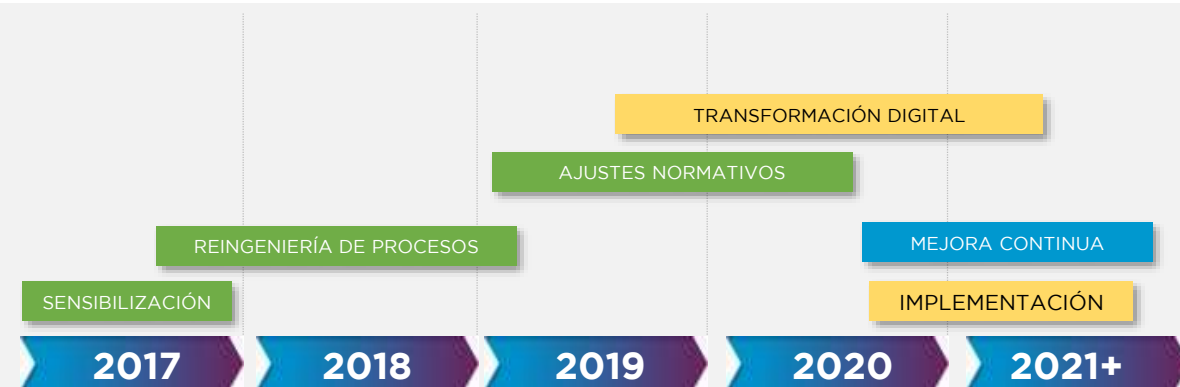 TRANSFORMACIÓN DIGITAL
AJUSTES NORMATIVOS
REINGENIERÍA DE PROCESOS
MEJORA CONTINUA
SENSIBILIZACIÓN
IMPLEMENTACIÓN
2017
2018
2019
2020
2021+